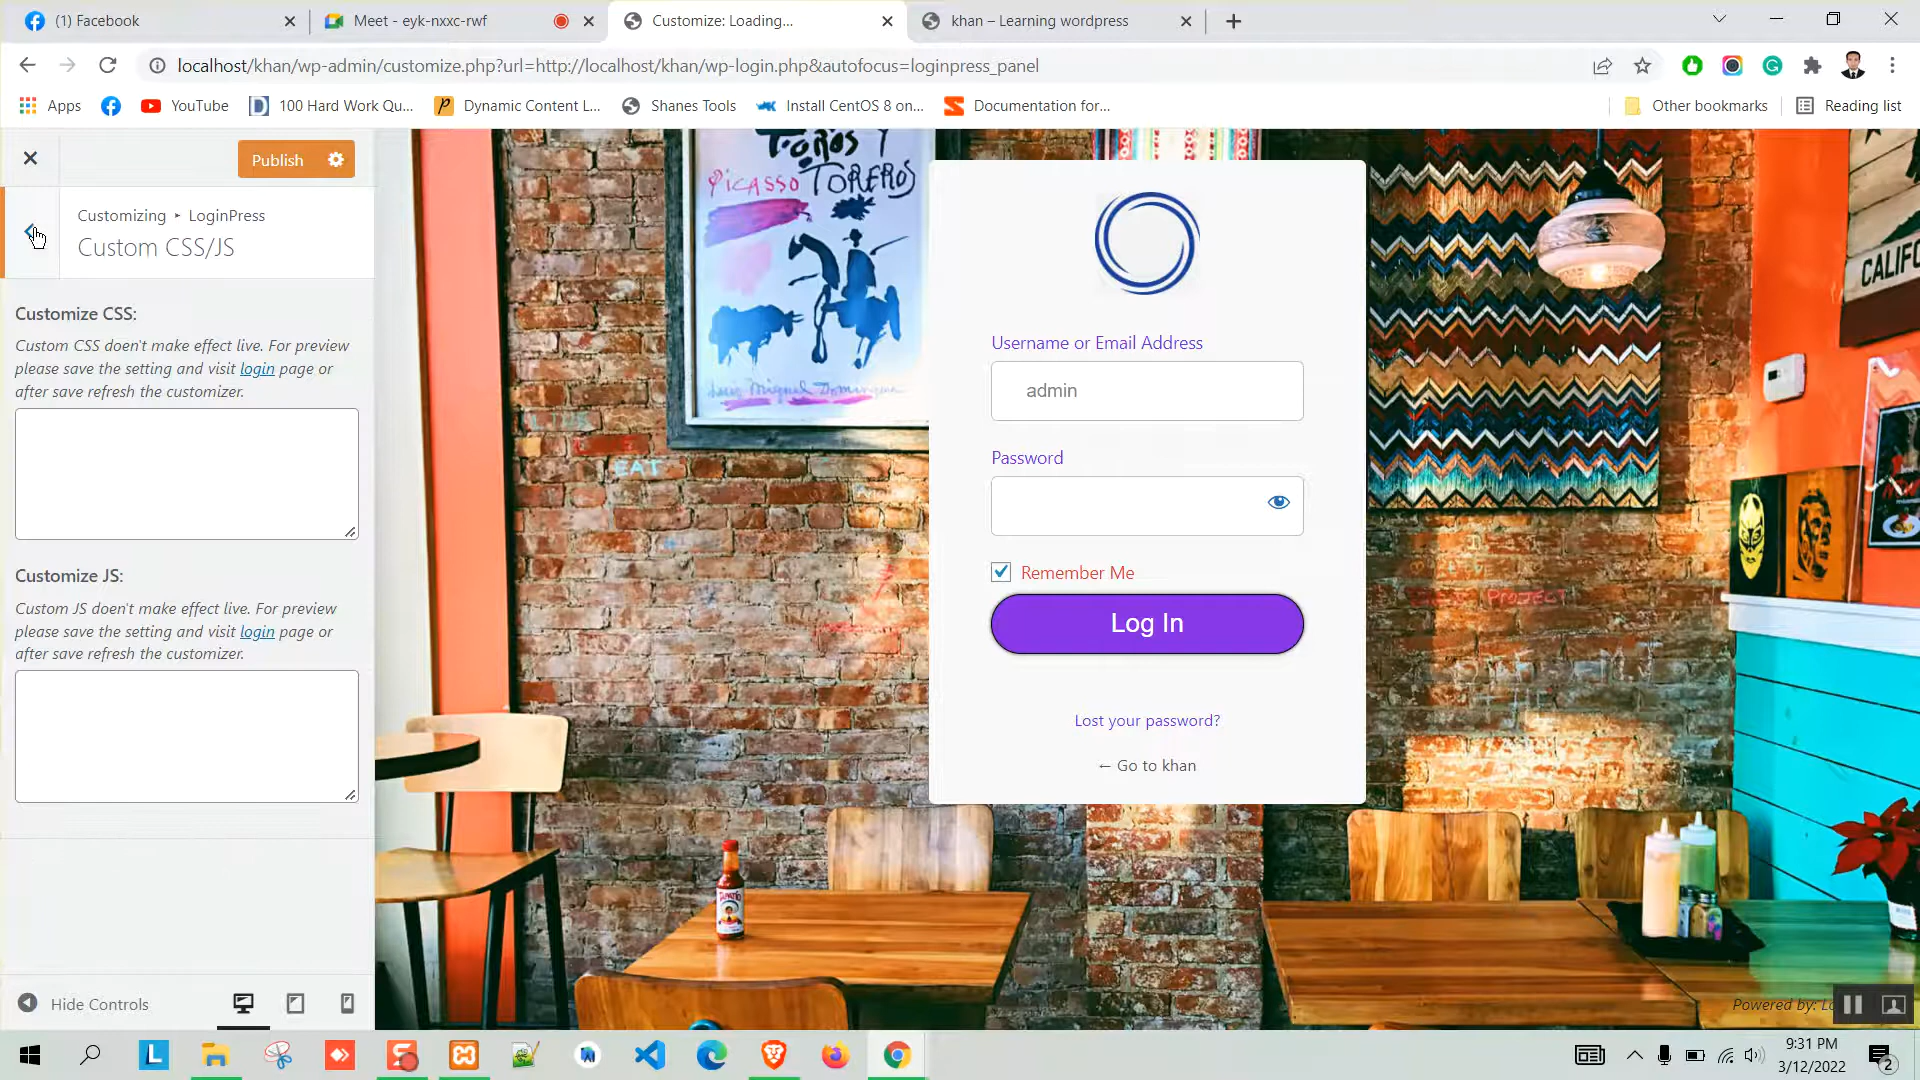 (1) Facebook
Meet - eyk-nxxc-rwf
Customize: Loading...
khan – Learning wordpress
localhost/khan/wp-admin/customize.php?url=http://localhost/khan/wp-login.php&autofocus=loginpress_panel
Apps
YouTube
100 Hard Work Qu...
Dynamic Content L...
Shanes Tools
Install CentOS 8 on...
Documentation for...
Other bookmarks
Reading list
Publish
Customizing ▸ LoginPress
Custom CSS/JS
Customize CSS:
Custom CSS doen't make effect live. For preview
please save the setting and visit login page or
after save refresh the customizer.
Customize JS:
Custom JS doen't make effect live. For preview
please save the setting and visit login page or
after save refresh the customizer.
Hide Controls
TOROS Y
PICASSO TOREROS
EAT
PROJECT
CALIFO
Username or Email Address
admin
Password
Remember Me
Log In
Lost your password?
← Go to khan
TAPATIO
Powered by: Lo
9:31 PM
3/12/2022
2